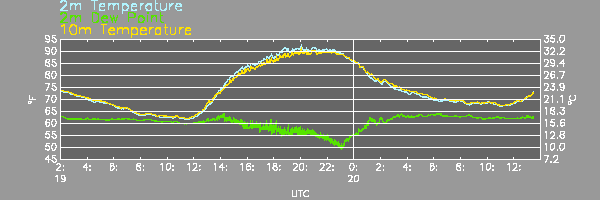 2m Temperature
2m Dew Point
10m Temperature
95 35.0
90 32.2
85 29.4
80 26.7
75 23.9
70 21.1
65 18.3
60 15.6
55 12.8
50 10.0
45 7.2
°F
°C
2: 4: 6: 8: 10: 12: 14: 16: 18: 20: 22: 0: 2: 4: 6: 8: 10: 12:
19 20
UTC